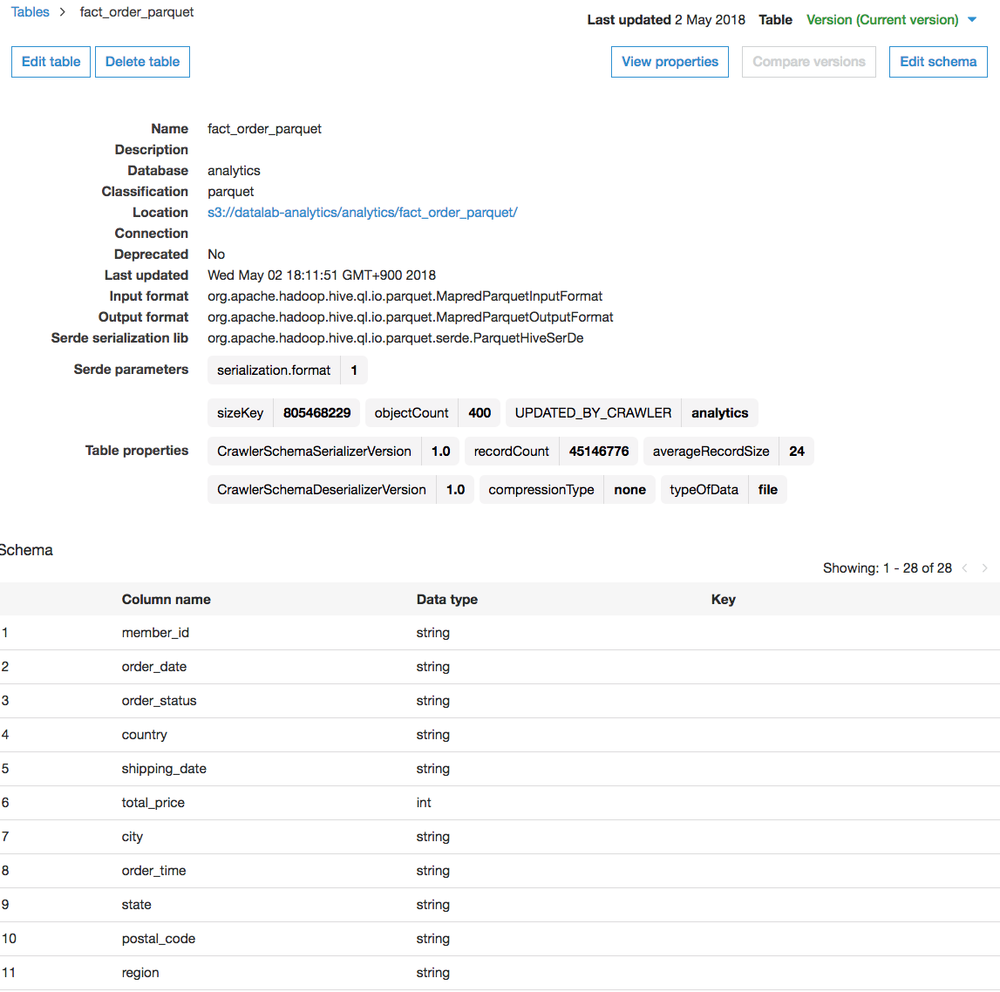 Tables > fact_order_parquet
Last updated 2 May 2018 Table Version (Current version)
Edit table Delete table View properties Compare versions Edit schema
Name fact_order_parquet
Description
Database analytics
Classification parquet
Location s3://datalab-analytics/analytics/fact_order_parquet/
Connection
Deprecated No
Last updated Wed May 02 18:11:51 GMT+900 2018
Input format org.apache.hadoop.hive.ql.io.parquet.MapredParquetInputFormat
Output format org.apache.hadoop.hive.ql.io.parquet.MapredParquetOutputFormat
Serde serialization lib org.apache.hadoop.hive.ql.io.parquet.serde.ParquetHiveSerDe
Serde parameters serialization.format 1
sizeKey 805468229 objectCount 400 UPDATED_BY_CRAWLER analytics
Table properties CrawlerSchemaSerializerVersion 1.0 recordCount 45146776 averageRecordSize 24
CrawlerSchemaDeserializerVersion 1.0 compressionType none typeOfData file
Schema
Showing: 1 - 28 of 28 < >
Column name Data type Key
1 member_id string
2 order_date string
3 order_status string
4 country string
5 shipping_date string
6 total_price int
7 city string
8 order_time string
9 state string
10 postal_code string
11 region string